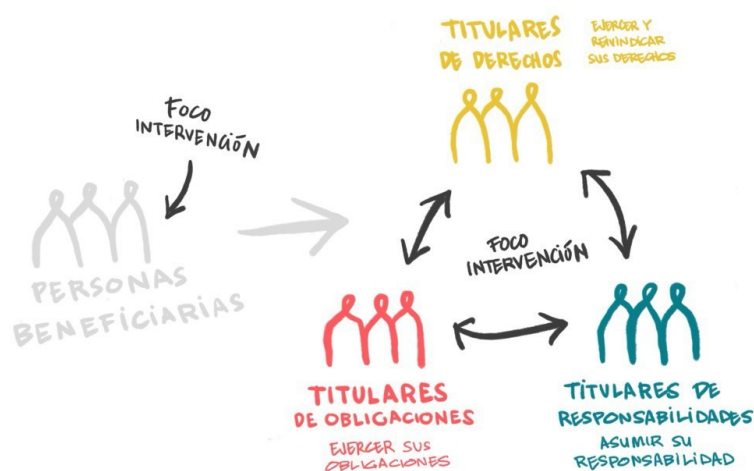 FOCO
INTERVENCIÓN
PERSONAS
BENEFICIARIAS
TITULARES
DE DERECHOS
EJERCER Y
REIVINDICAR
SUS DERECHOS
FOCO
INTERVENCIÓN
TITULARES
DE OBLIGACIONES
EJERCER SUS
OBLIGACIONES
TITULARES DE
RESPONSABILIDADES
ASUMIR SU
RESPONSABILIDAD